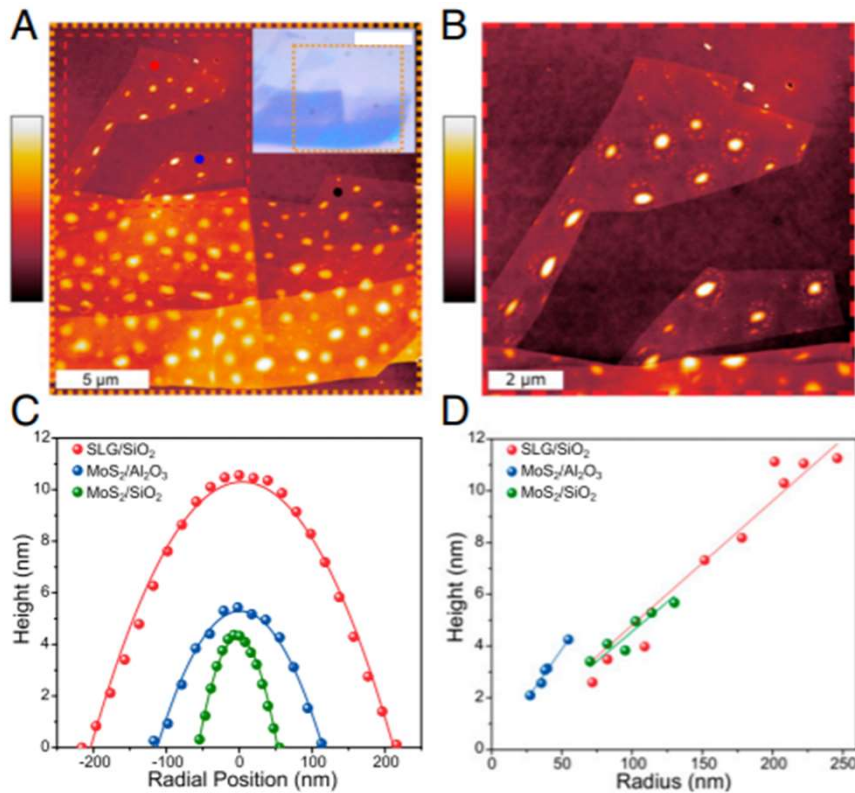 A
B
5 μm
2 μm
C
D
12
10
8
6
4
2
0
Height (nm)
SLG/SiO₂
MoS₂/Al₂O₃
MoS₂/SiO₂
-200 -100 0 100 200
Radial Position (nm)
12
10
8
6
4
2
0
Height (nm)
SLG/SiO₂
MoS₂/Al₂O₃
MoS₂/SiO₂
0 50 100 150 200 250
Radius (nm)